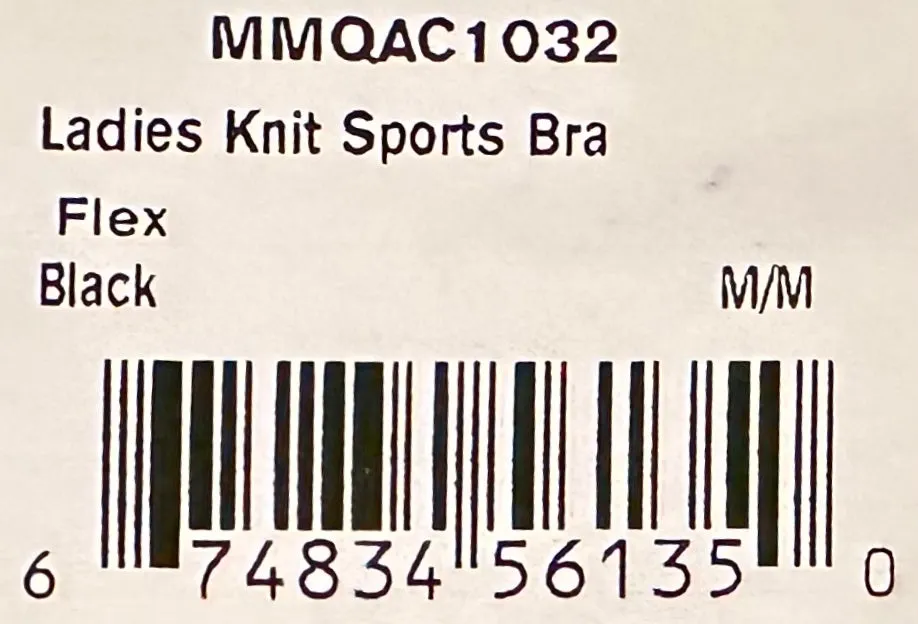 MMQAC1032
Ladies Knit Sports Bra
Flex
Black M/M
6 74834 56135 0